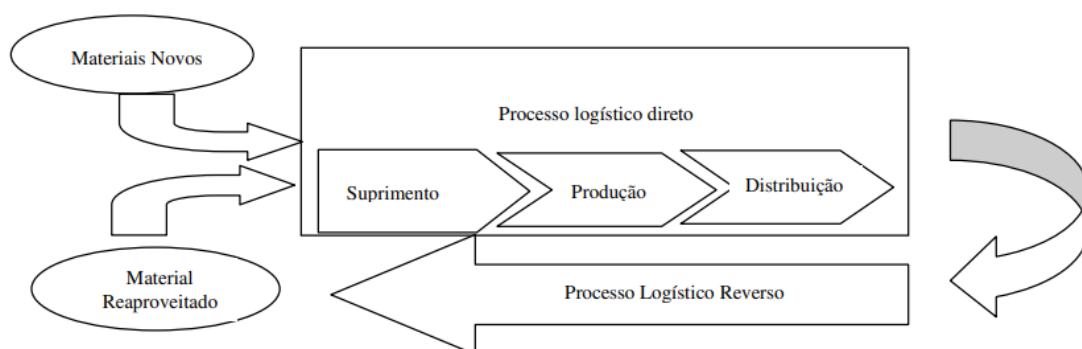 Materiais Novos
Processo logístico direto
Suprimento
Produção
Distribuição
Material
Reaproveitado
Processo Logístico Reverso